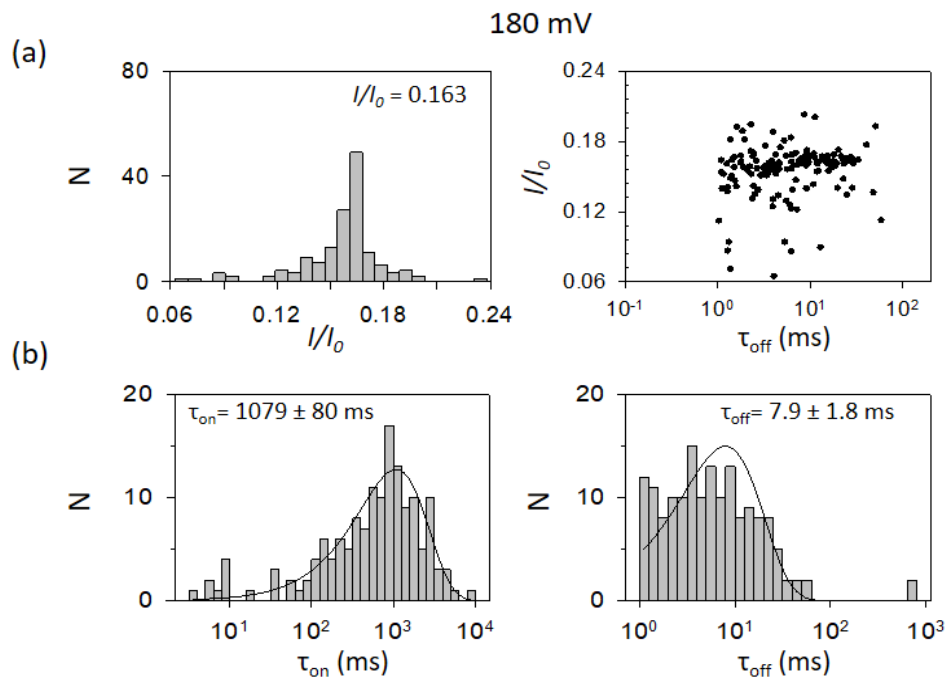 180 mV
(a)
80
40
0
N
I/I0 = 0.163
0.06 0.12 0.18 0.24
I/I0
0.24
0.18
0.12
0.06
I/I0
10-1 100 101 102
τoff (ms)
(b)
20
10
0
N
τon= 1079 ± 80 ms
101 102 103 104
τon (ms)
20
10
0
N
τoff= 7.9 ± 1.8 ms
100 101 102 103
τoff (ms)